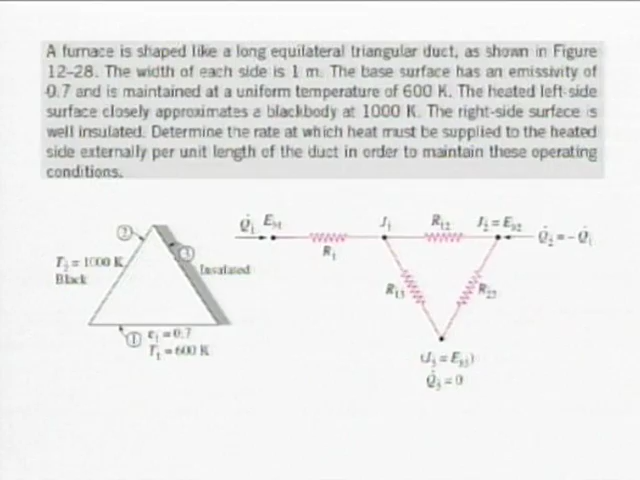 A furnace is shaped like a long equilateral triangular duct, as shown in Figure
12–28. The width of each side is 1 m. The base surface has an emissivity of
0.7 and is maintained at a uniform temperature of 600 K. The heated left-side
surface closely approximates a blackbody at 1000 K. The right-side surface is
well insulated. Determine the rate at which heat must be supplied to the heated
side externally per unit length of the duct in order to maintain these operating
conditions.
②
T₂ = 1000 K
Black
③
Insulated
① ε₁ = 0.7
T₁ = 600 K
Q̇₁ E_b1
R₁
J₁
R₁₂
J₂ = E_b2
Q̇₂ = – Q̇₁
R₁₃
R₂₃
(J₃ = E_b3)
Q̇₃ = 0